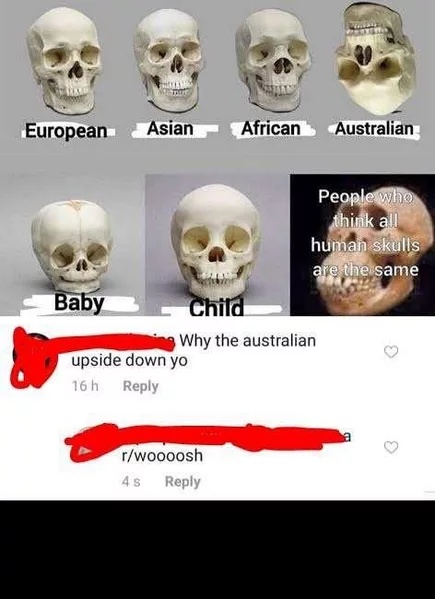 European Asian African Australian
Baby Child
People who
think all
human skulls
are the same
Why the australian
upside down yo
16 h Reply
r/woooosh
4 s Reply